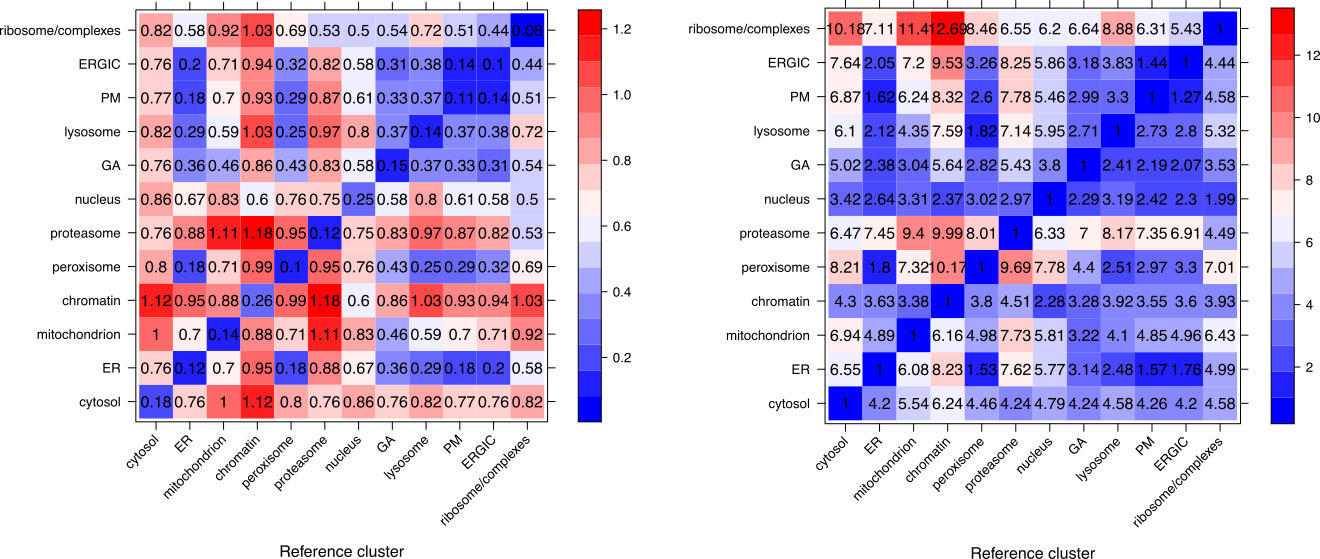 ribosome/complexes 0.82 0.58 0.92 1.03 0.69 0.53 0.5 0.54 0.72 0.51 0.44 0.08
ERGIC 0.76 0.2 0.71 0.94 0.32 0.82 0.58 0.31 0.38 0.14 0.1 0.44
PM 0.77 0.18 0.7 0.93 0.29 0.87 0.61 0.33 0.37 0.11 0.14 0.51
lysosome 0.82 0.29 0.59 1.03 0.25 0.97 0.8 0.37 0.14 0.37 0.38 0.72
GA 0.76 0.36 0.46 0.86 0.43 0.83 0.58 0.15 0.37 0.33 0.31 0.54
nucleus 0.86 0.67 0.83 0.6 0.76 0.75 0.25 0.58 0.8 0.61 0.58 0.5
proteasome 0.76 0.88 1.11 1.18 0.95 0.12 0.75 0.83 0.97 0.87 0.82 0.53
peroxisome 0.8 0.18 0.71 0.99 0.1 0.95 0.76 0.43 0.25 0.29 0.32 0.69
chromatin 1.12 0.95 0.88 0.26 0.99 1.18 0.6 0.86 1.03 0.93 0.94 1.03
mitochondrion 1 0.7 0.14 0.88 0.71 1.11 0.83 0.46 0.59 0.7 0.71 0.92
ER 0.76 0.12 0.7 0.95 0.18 0.88 0.67 0.36 0.29 0.18 0.2 0.58
cytosol 0.18 0.76 1 1.12 0.8 0.76 0.86 0.76 0.82 0.77 0.76 0.82
cytosol ER mitochondrion chromatin peroxisome proteasome nucleus GA lysosome PM ERGIC ribosome/complexes
Reference cluster
1.2
1.0
0.8
0.6
0.4
0.2
ribosome/complexes 10.18 7.11 11.4 12.69 8.46 6.55 6.2 6.64 8.88 6.31 5.43 1
ERGIC 7.64 2.05 7.2 9.53 3.26 8.25 5.86 3.18 3.83 1.44 1 4.44
PM 6.87 1.62 6.24 8.32 2.6 7.78 5.46 2.99 3.3 1 1.27 4.58
lysosome 6.1 2.12 4.35 7.59 1.82 7.14 5.95 2.71 1 2.73 2.8 5.32
GA 5.02 2.38 3.04 5.64 2.82 5.43 3.8 1 2.41 2.19 2.07 3.53
nucleus 3.42 2.64 3.31 2.37 3.02 2.97 1 2.29 3.19 2.42 2.3 1.99
proteasome 6.47 7.45 9.4 9.99 8.01 1 6.33 7 8.17 7.35 6.91 4.49
peroxisome 8.21 1.8 7.32 10.17 1 9.69 7.78 4.4 2.51 2.97 3.3 7.01
chromatin 4.3 3.63 3.38 1 3.8 4.51 2.28 3.28 3.92 3.55 3.6 3.93
mitochondrion 6.94 4.89 1 6.16 4.98 7.73 5.81 3.22 4.1 4.85 4.96 6.43
ER 6.55 1 6.08 8.23 1.53 7.62 5.77 3.14 2.48 1.57 1.76 4.99
cytosol 1 4.2 5.54 6.24 4.46 4.24 4.79 4.24 4.58 4.26 4.2 4.58
cytosol ER mitochondrion chromatin peroxisome proteasome nucleus GA lysosome PM ERGIC ribosome/complexes
Reference cluster
12
10
8
6
4
2